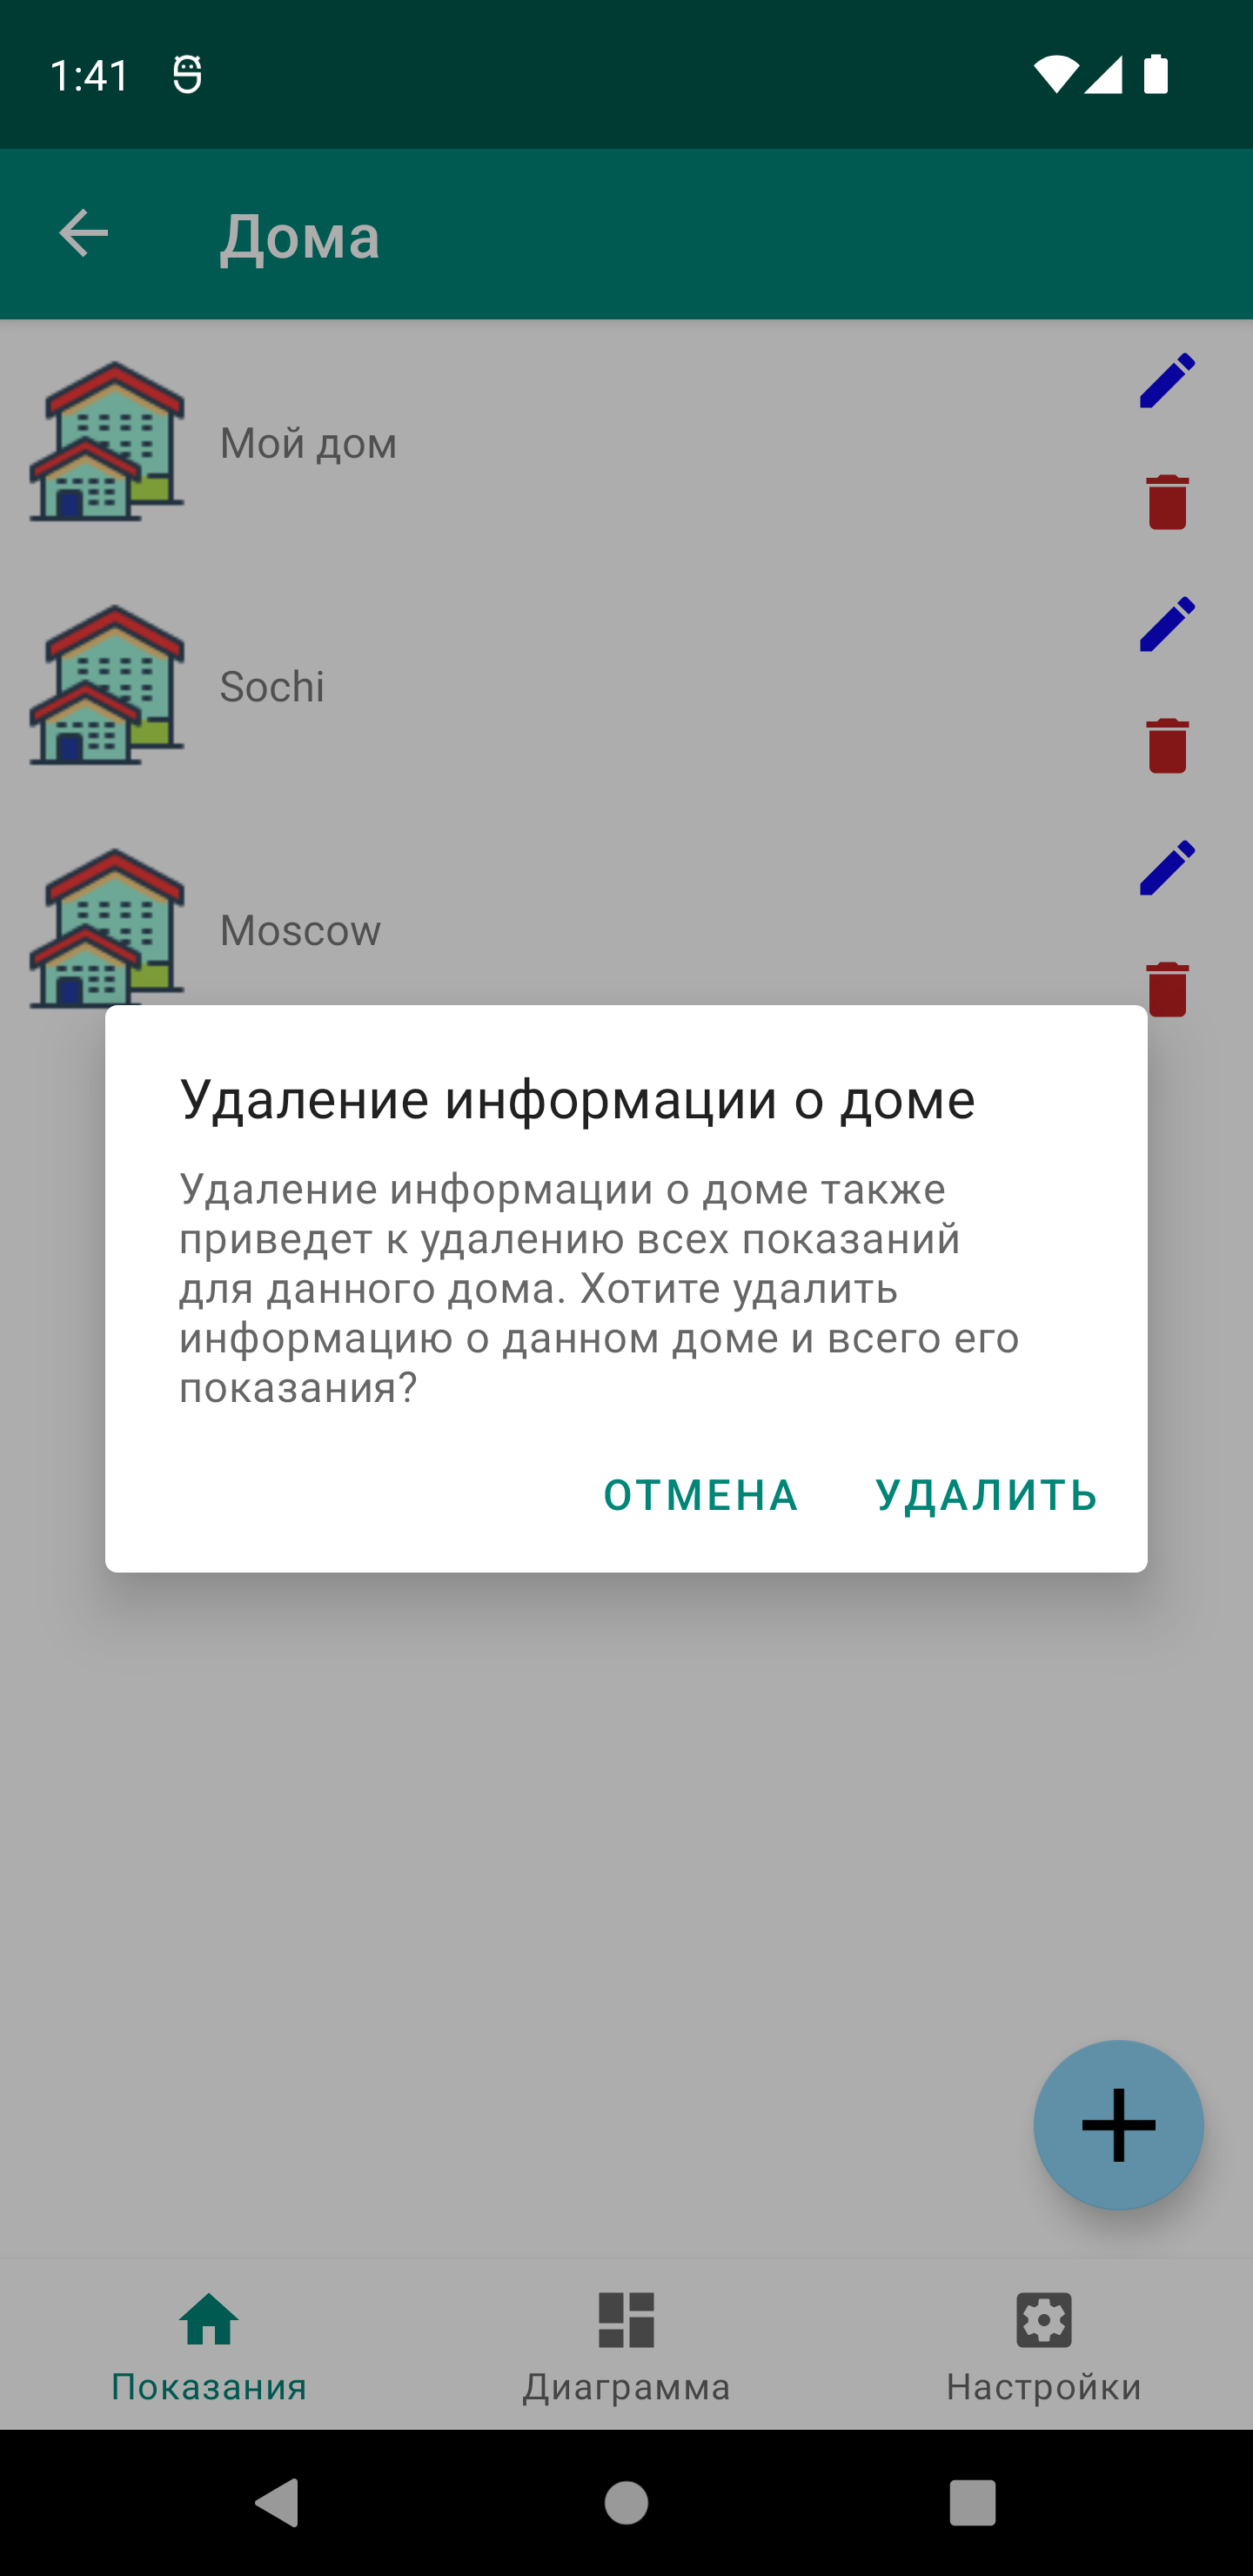 1:41
Дома
Мой дом
Sochi
Moscow
Удаление информации о доме
Удаление информации о доме также
приведет к удалению всех показаний
для данного дома. Хотите удалить
информацию о данном доме и всего его
показания?
ОТМЕНА УДАЛИТЬ
Показания Диаграмма Настройки